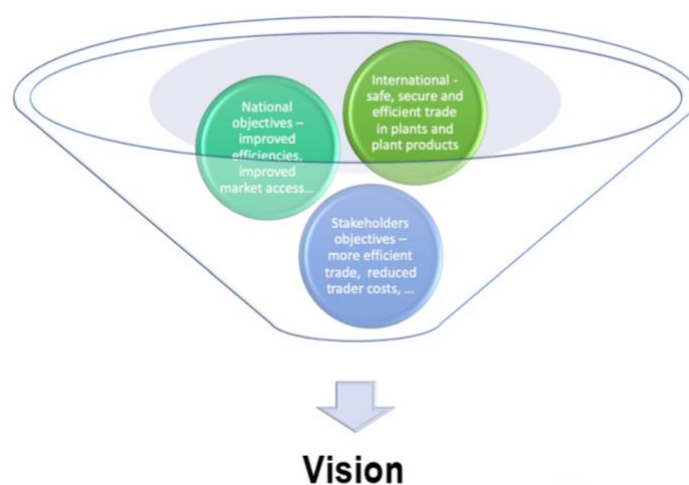 International -
safe, secure and
efficient trade
in plants and
plant products
National
objectives –
improved
efficiencies,
improved
market access...
Stakeholders
objectives –
more efficient
trade,  reduced
trader costs, ...
Vision